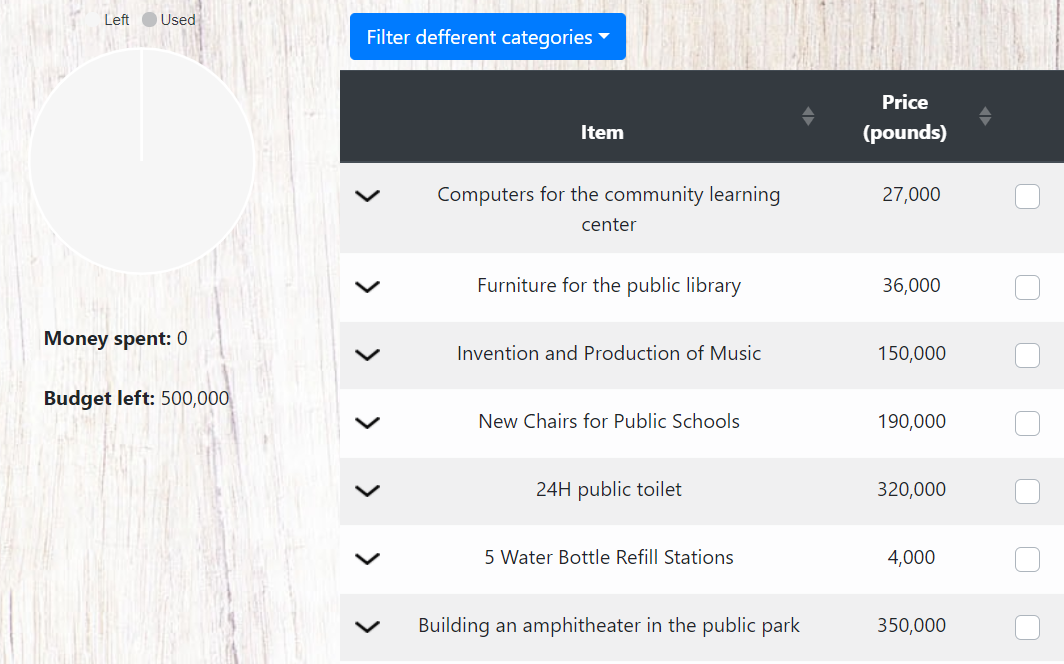 Left Used
Filter defferent categories
Item
Price
(pounds)
Computers for the community learning
center
27,000
Furniture for the public library
36,000
Invention and Production of Music
150,000
New Chairs for Public Schools
190,000
24H public toilet
320,000
5 Water Bottle Refill Stations
4,000
Building an amphitheater in the public park
350,000
Money spent: 0
Budget left: 500,000